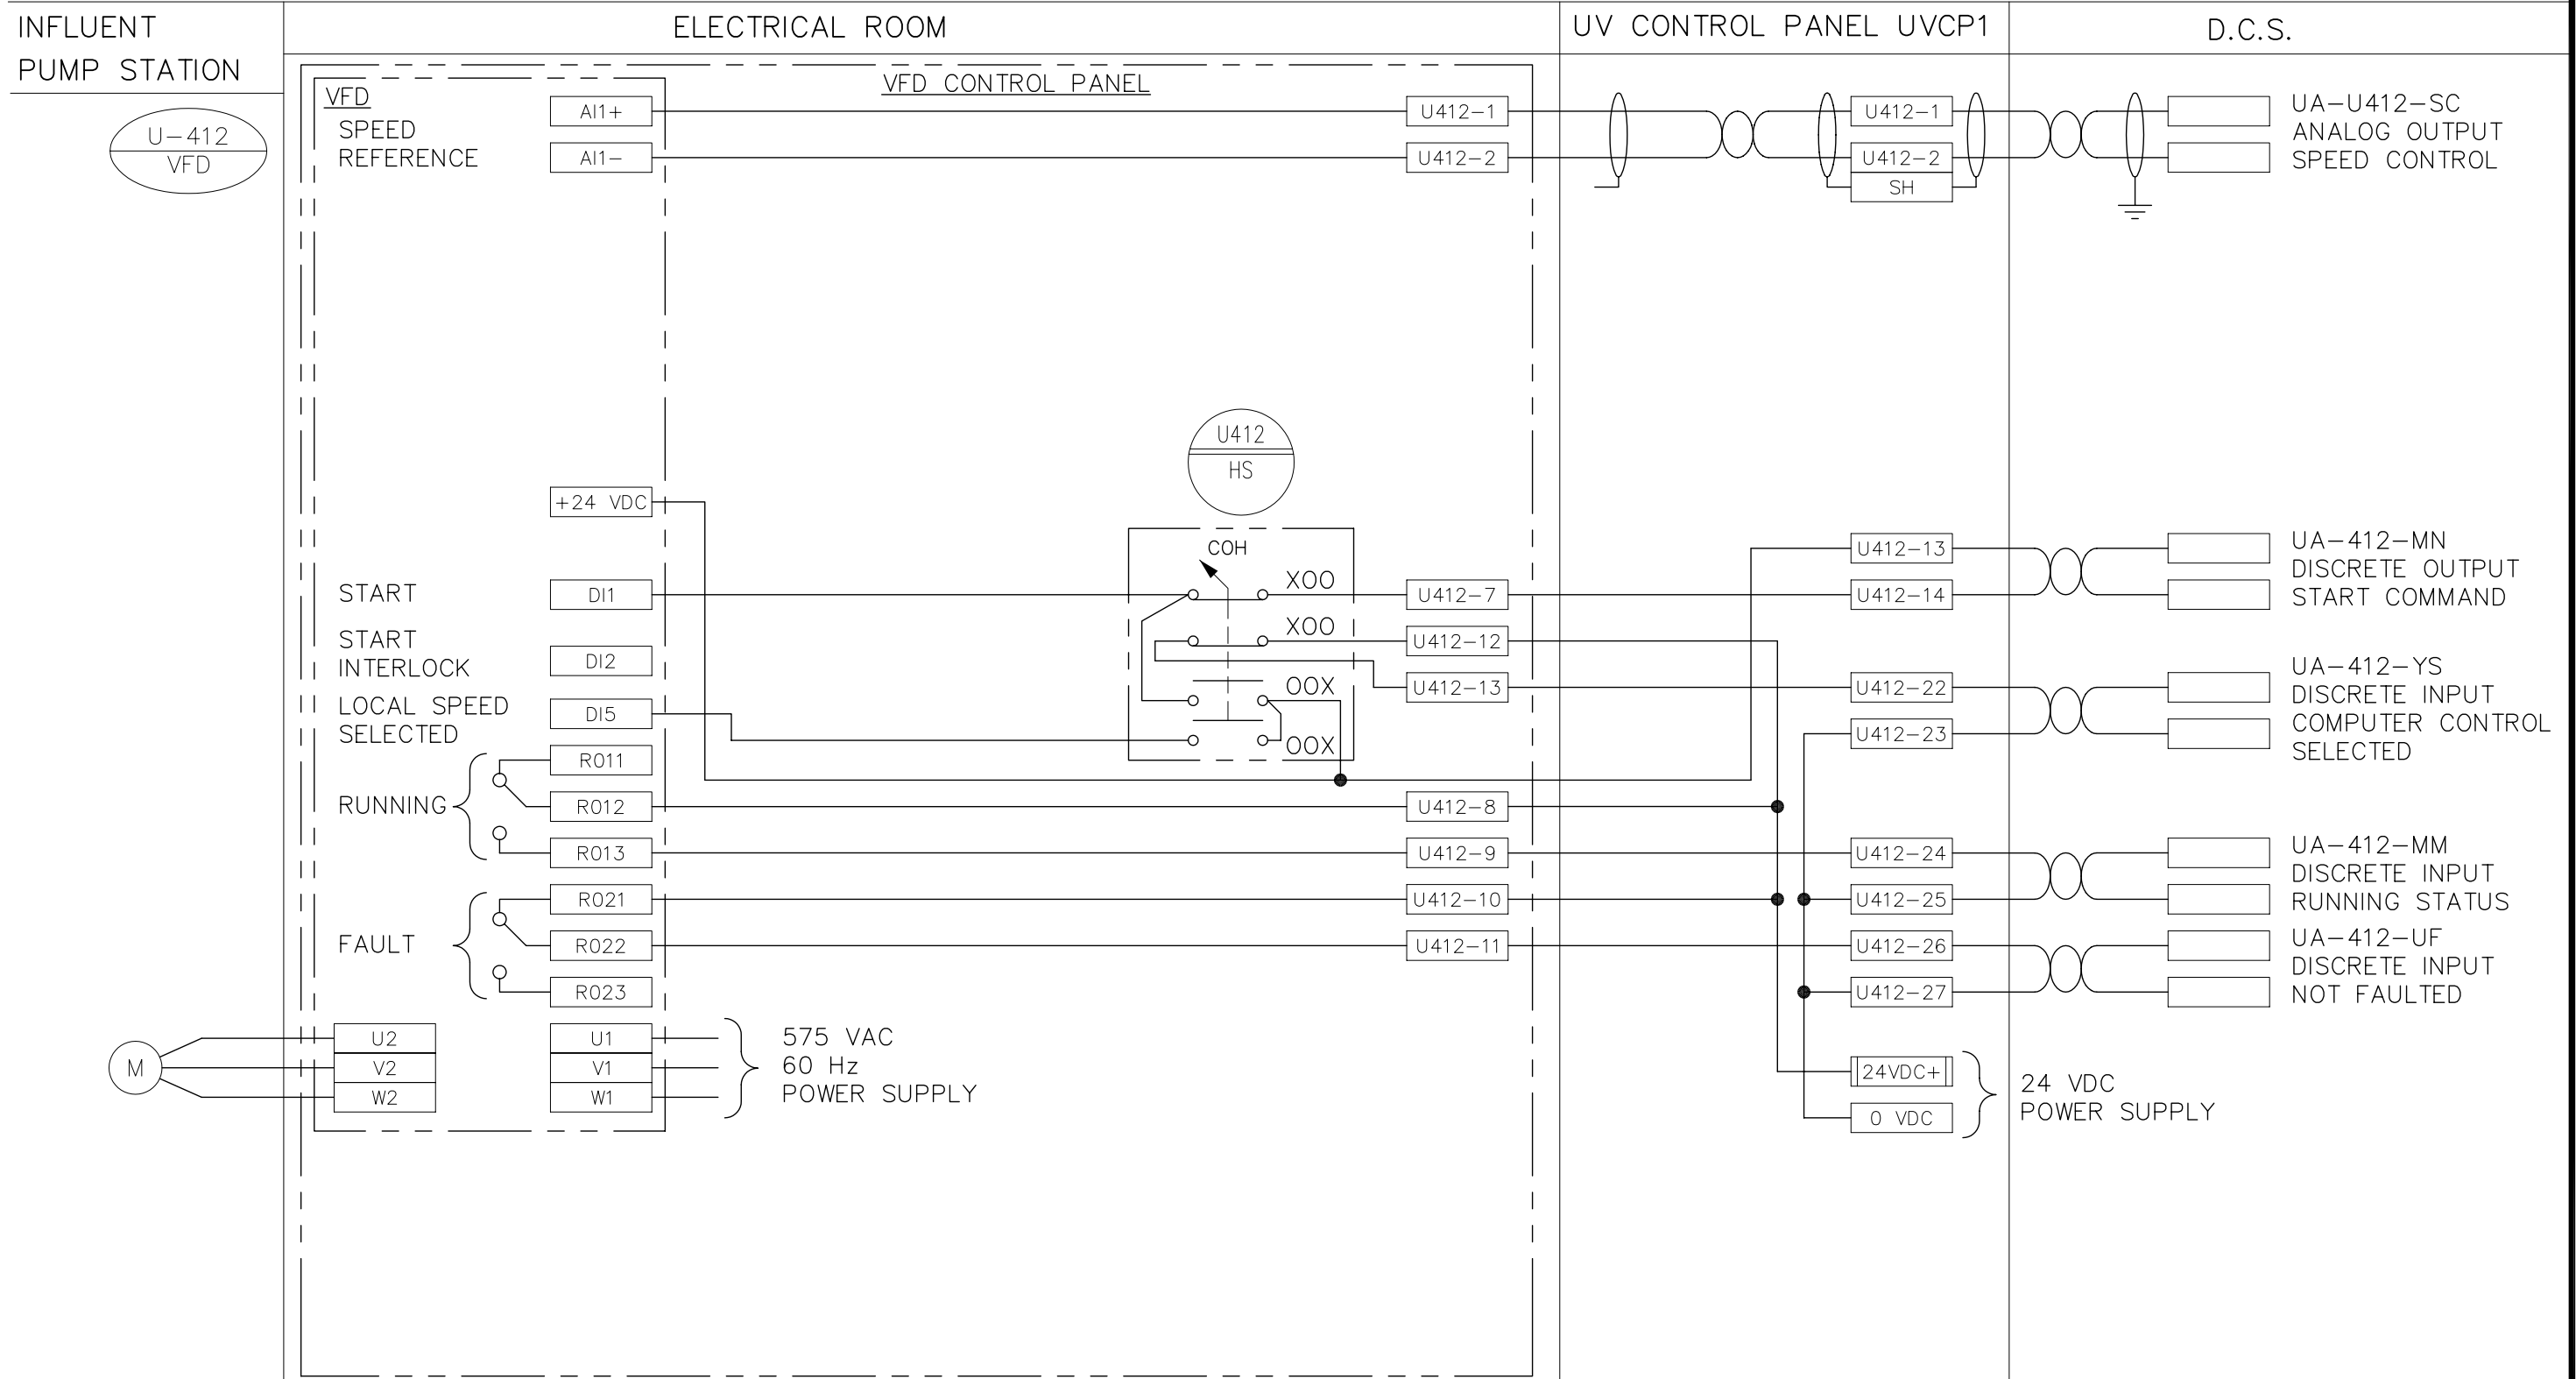 INFLUENT
PUMP STATION
ELECTRICAL ROOM
UV CONTROL PANEL UVCP1
D.C.S.
U-412
VFD
VFD CONTROL PANEL
VFD
SPEED
REFERENCE
AI1+
AI1-
U412-1
U412-2
U412-1
U412-2
SH
UA-U412-SC
ANALOG OUTPUT
SPEED CONTROL
U412
HS
+24 VDC
COH
START
DI1
XOO
U412-7
U412-13
U412-14
UA-412-MN
DISCRETE OUTPUT
START COMMAND
START
INTERLOCK
DI2
XOO
U412-12
LOCAL SPEED
SELECTED
DI5
OOX
OOX
U412-13
U412-22
U412-23
UA-412-YS
DISCRETE INPUT
COMPUTER CONTROL
SELECTED
RUNNING
R011
R012
R013
U412-8
U412-9
U412-24
U412-25
UA-412-MM
DISCRETE INPUT
RUNNING STATUS
FAULT
R021
R022
R023
U412-10
U412-11
U412-26
U412-27
UA-412-UF
DISCRETE INPUT
NOT FAULTED
M
U2
V2
W2
U1
V1
W1
575 VAC
60 Hz
POWER SUPPLY
24VDC+
0 VDC
24 VDC
POWER SUPPLY